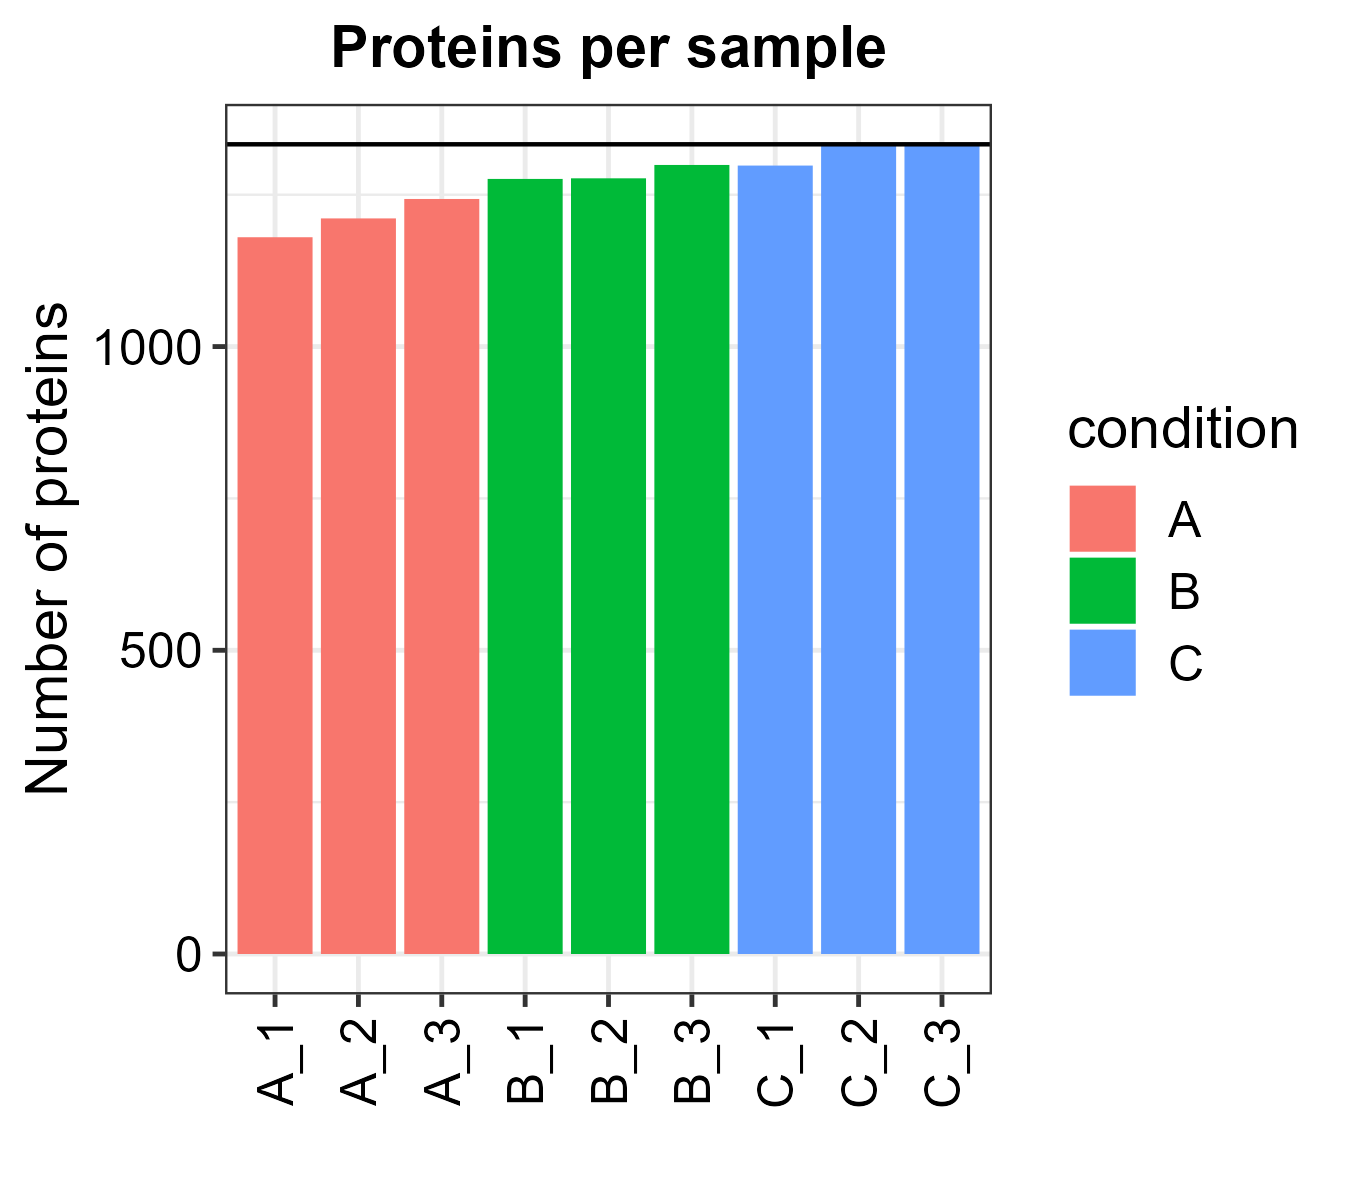 Proteins per sample
Number of proteins
1000
500
0
A_1
A_2
A_3
B_1
B_2
B_3
C_1
C_2
C_3
condition
A
B
C